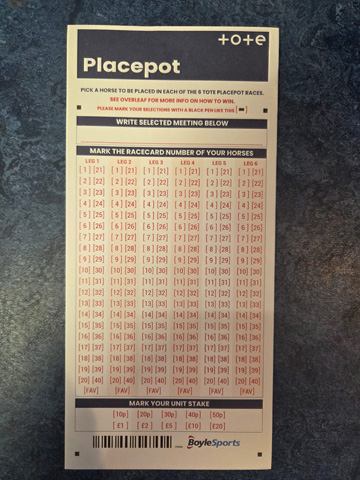 tote
Placepot
PICK A HORSE TO BE PLACED IN EACH OF THE 6 TOTE PLACEPOT RACES.
SEE OVERLEAF FOR MORE INFO ON HOW TO WIN.
PLEASE MARK YOUR SELECTIONS WITH A BLACK PEN LIKE THIS [━]
WRITE SELECTED MEETING BELOW
MARK THE RACECARD NUMBER OF YOUR HORSES
LEG 1 LEG 2 LEG 3 LEG 4 LEG 5 LEG 6
[1] [21] [1] [21] [1] [21] [1] [21] [1] [21] [1] [21]
[2] [22] [2] [22] [2] [22] [2] [22] [2] [22] [2] [22]
[3] [23] [3] [23] [3] [23] [3] [23] [3] [23] [3] [23]
[4] [24] [4] [24] [4] [24] [4] [24] [4] [24] [4] [24]
[5] [25] [5] [25] [5] [25] [5] [25] [5] [25] [5] [25]
[6] [26] [6] [26] [6] [26] [6] [26] [6] [26] [6] [26]
[7] [27] [7] [27] [7] [27] [7] [27] [7] [27] [7] [27]
[8] [28] [8] [28] [8] [28] [8] [28] [8] [28] [8] [28]
[9] [29] [9] [29] [9] [29] [9] [29] [9] [29] [9] [29]
[10] [30] [10] [30] [10] [30] [10] [30] [10] [30] [10] [30]
[11] [31] [11] [31] [11] [31] [11] [31] [11] [31] [11] [31]
[12] [32] [12] [32] [12] [32] [12] [32] [12] [32] [12] [32]
[13] [33] [13] [33] [13] [33] [13] [33] [13] [33] [13] [33]
[14] [34] [14] [34] [14] [34] [14] [34] [14] [34] [14] [34]
[15] [35] [15] [35] [15] [35] [15] [35] [15] [35] [15] [35]
[16] [36] [16] [36] [16] [36] [16] [36] [16] [36] [16] [36]
[17] [37] [17] [37] [17] [37] [17] [37] [17] [37] [17] [37]
[18] [38] [18] [38] [18] [38] [18] [38] [18] [38] [18] [38]
[19] [39] [19] [39] [19] [39] [19] [39] [19] [39] [19] [39]
[20] [40] [20] [40] [20] [40] [20] [40] [20] [40] [20] [40]
[FAV] [FAV] [FAV] [FAV] [FAV] [FAV]
MARK YOUR UNIT STAKE
[10p] [20p] [30p] [40p] [50p]
[£1] [£2] [£5] [£10] [£20]
BoyleSports